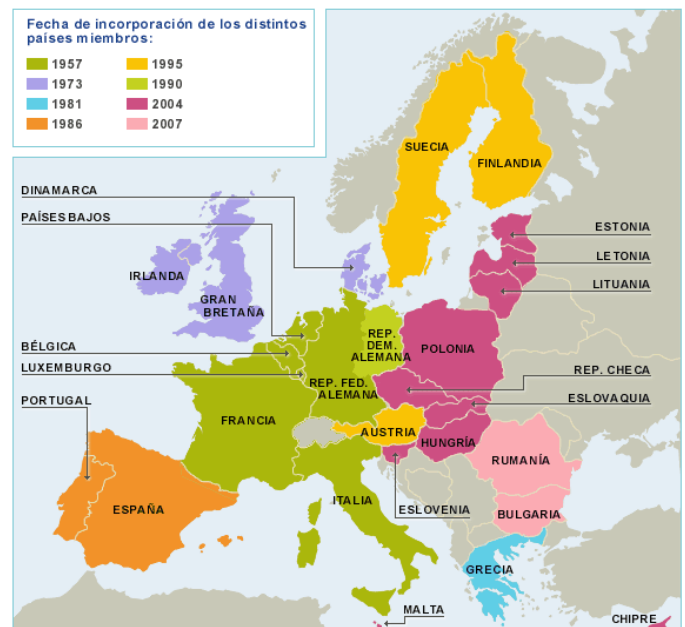 Fecha de incorporación de los distintos
países miembros:
1957
1995
1973
1990
1981
2004
1986
2007
SUECIA
FINLANDIA
DINAMARCA
PAÍSES BAJOS
ESTONIA
LETONIA
LITUANIA
IRLANDA
GRAN
BRETAÑA
REP.
DEM.
ALEMANA
POLONIA
BÉLGICA
LUXEMBURGO
REP. CHECA
REP. FED.
ALEMANA
ESLOVAQUIA
PORTUGAL
FRANCIA
AUSTRIA
HUNGRÍA
RUMANÍA
ITALIA
ESPAÑA
ESLOVENIA
BULGARIA
GRECIA
MALTA
CHIPRE